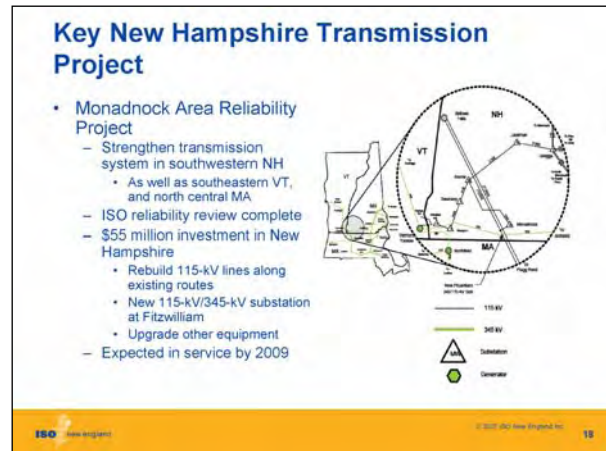 Key New Hampshire Transmission
Project
• Monadnock Area Reliability
Project
– Strengthen transmission
system in southwestern NH
• As well as southeastern VT,
and north central MA
– ISO reliability review complete
– $55 million investment in New
Hampshire
• Rebuild 115-kV lines along
existing routes
• New 115-kV/345-kV substation
at Fitzwilliam
• Upgrade other equipment
– Expected in service by 2009
NH
VT
MA
VT
115 kV
345 kV
Substation
Generator
ISO new england
18